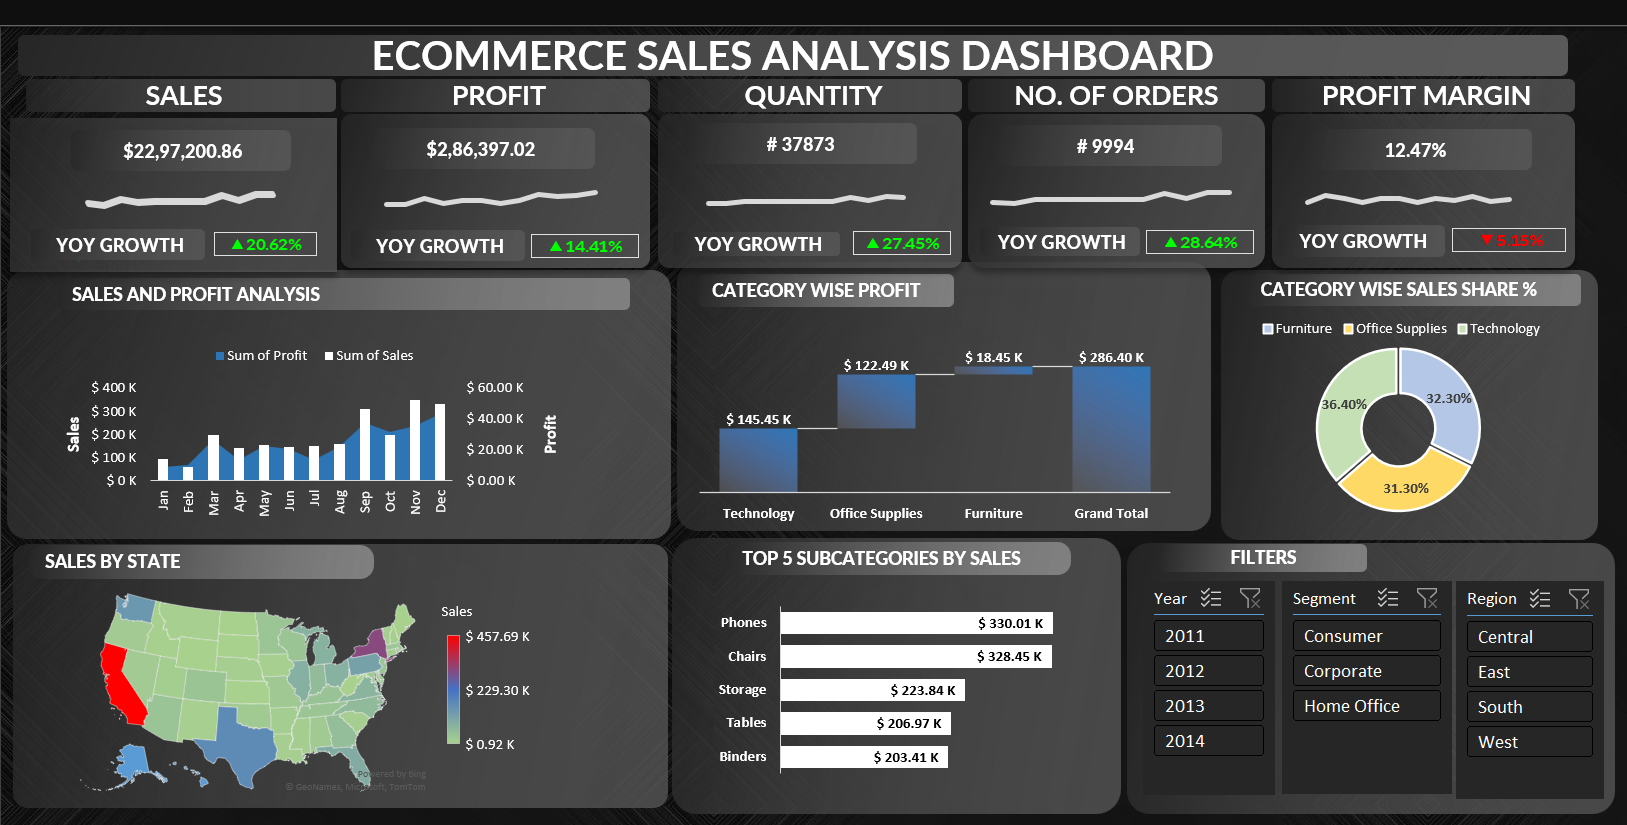 ECOMMERCE SALES ANALYSIS DASHBOARD
SALES
PROFIT
QUANTITY
NO. OF ORDERS
PROFIT MARGIN
$22,97,200.86
$2,86,397.02
# 37873
# 9994
12.47%
YOY GROWTH
▲ 20.62%
YOY GROWTH
▲ 14.41%
YOY GROWTH
▲ 27.45%
YOY GROWTH
▲ 28.64%
YOY GROWTH
▼ 5.15%
SALES AND PROFIT ANALYSIS
Sum of Profit
Sum of Sales
Sales
$ 400 K
$ 300 K
$ 200 K
$ 100 K
$ 0 K
$ 60.00 K
$ 40.00 K
$ 20.00 K
$ 0.00 K
Profit
Jan
Feb
Mar
Apr
May
Jun
Jul
Aug
Sep
Oct
Nov
Dec
CATEGORY WISE PROFIT
$ 145.45 K
$ 122.49 K
$ 18.45 K
$ 286.40 K
Technology
Office Supplies
Furniture
Grand Total
CATEGORY WISE SALES SHARE %
Furniture
Office Supplies
Technology
36.40%
32.30%
31.30%
SALES BY STATE
Sales
$ 457.69 K
$ 229.30 K
$ 0.92 K
Powered by Bing
© GeoNames, Microsoft, TomTom
TOP 5 SUBCATEGORIES BY SALES
Phones
$ 330.01 K
Chairs
$ 328.45 K
Storage
$ 223.84 K
Tables
$ 206.97 K
Binders
$ 203.41 K
FILTERS
Year
2011
2012
2013
2014
Segment
Consumer
Corporate
Home Office
Region
Central
East
South
West